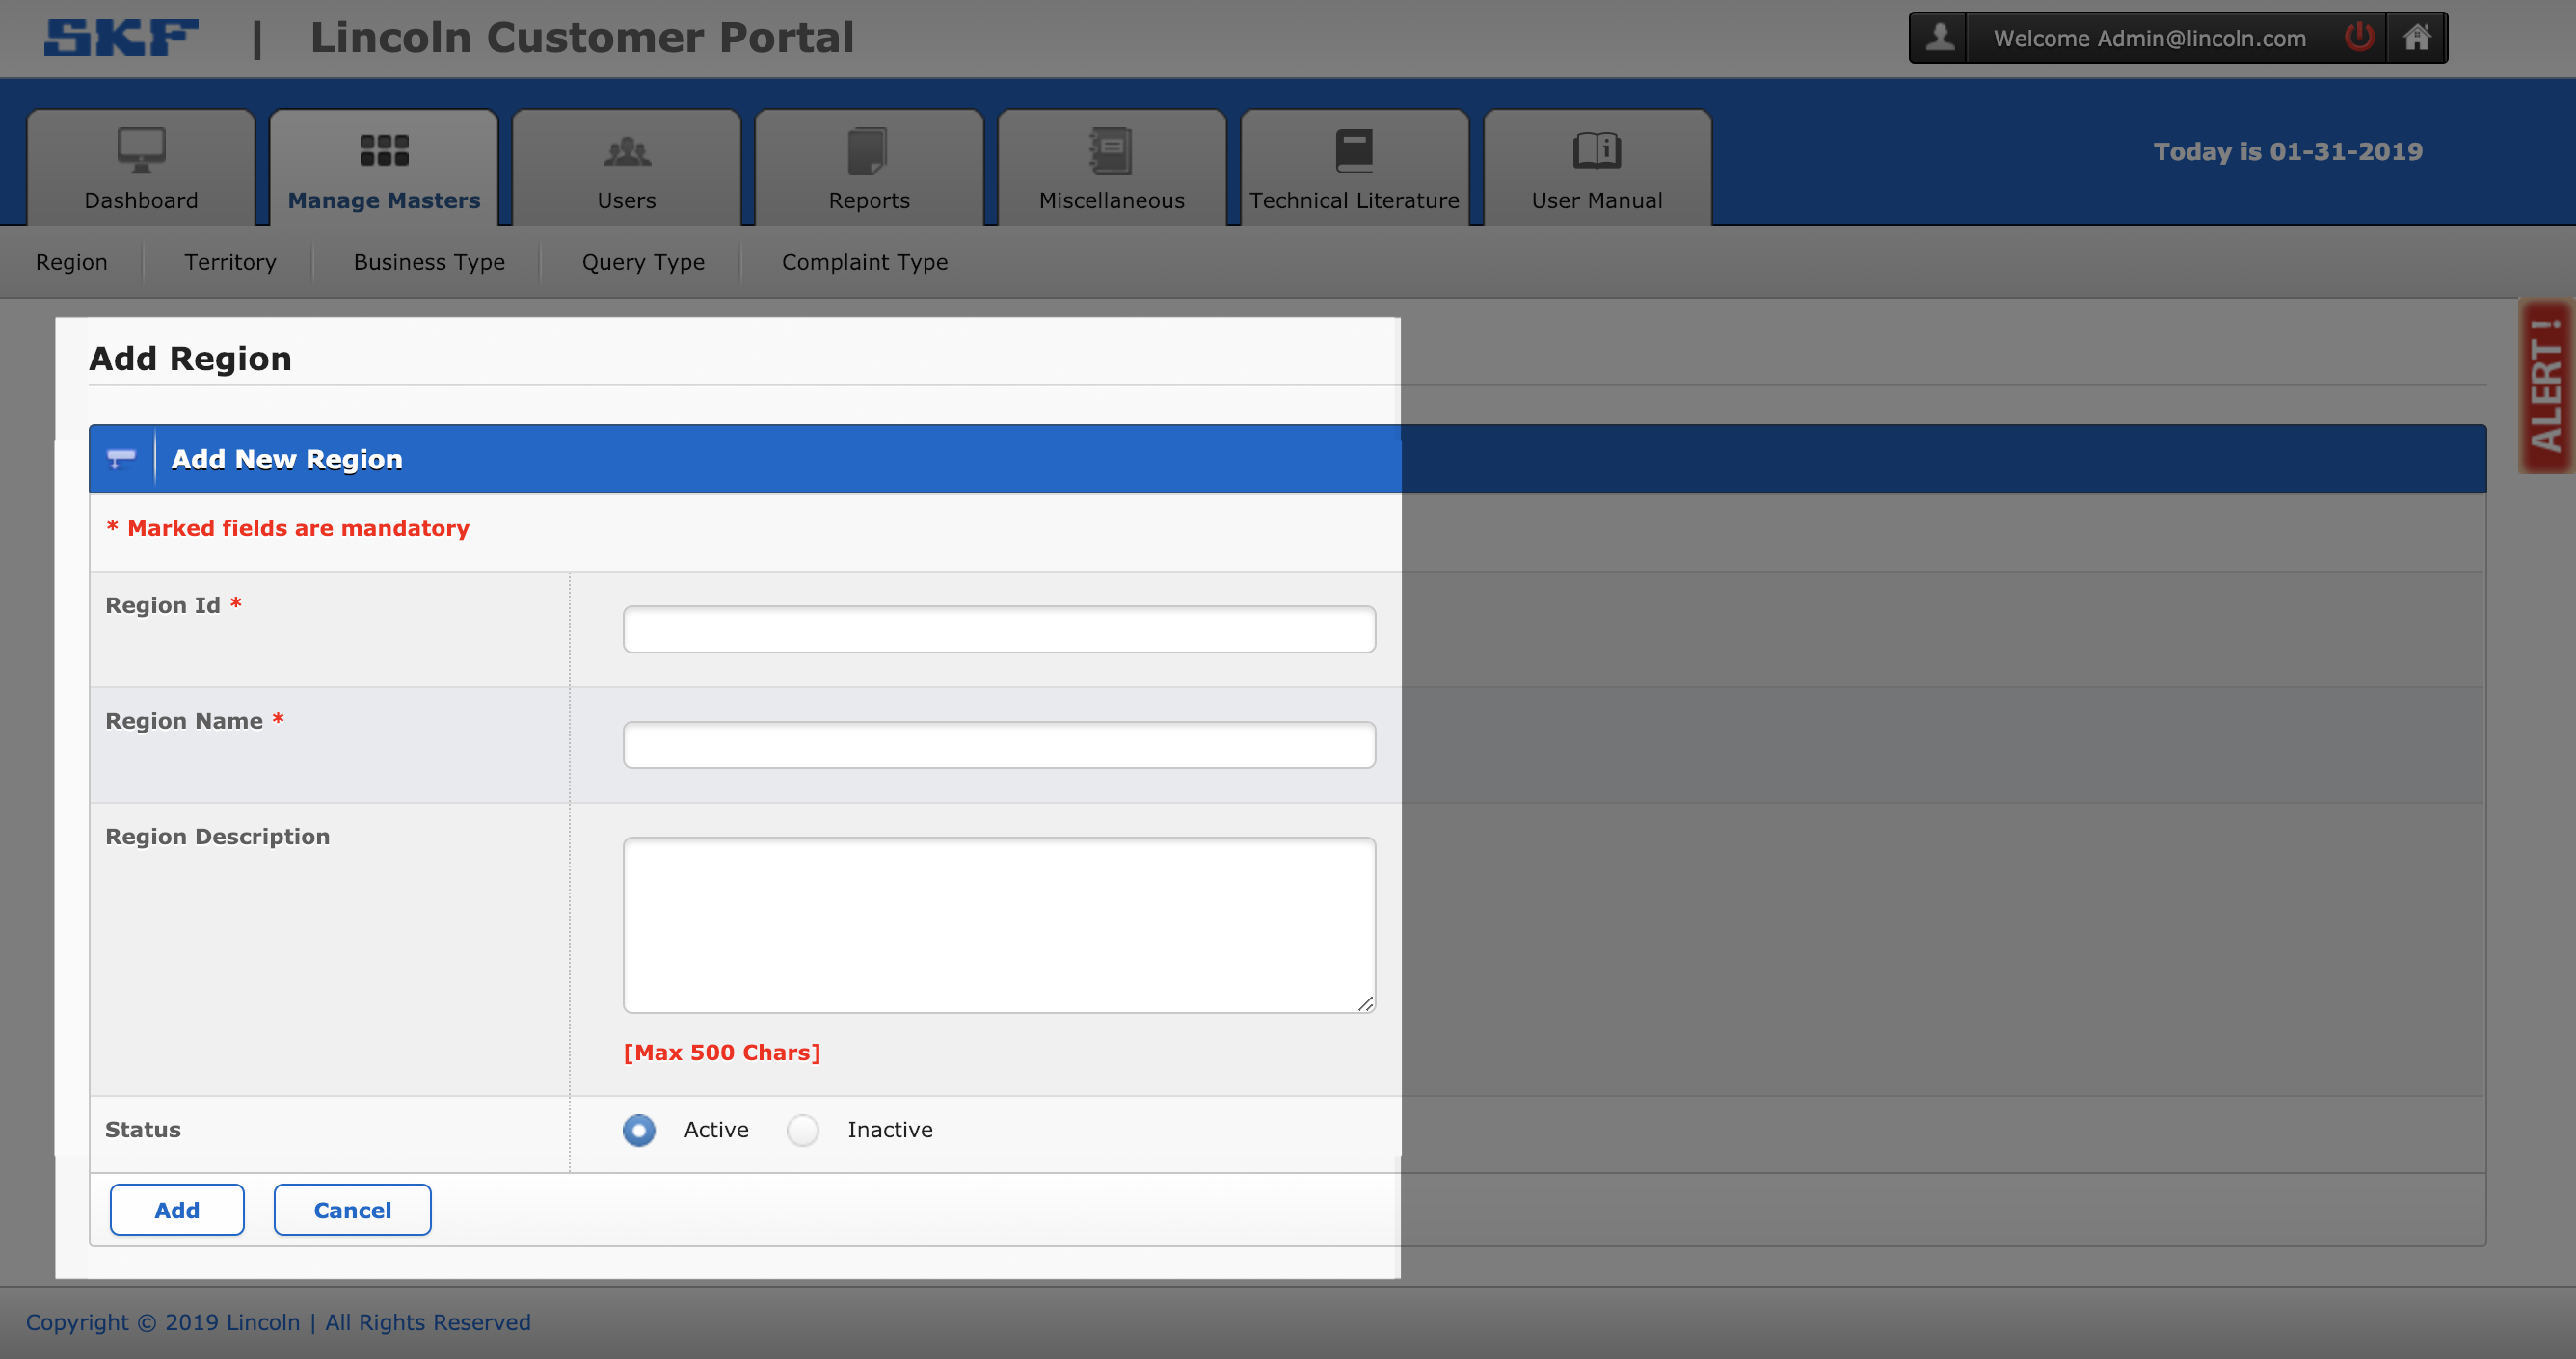 SKF | Lincoln Customer Portal
Welcome Admin@lincoln.com
Dashboard
Manage Masters
Users
Reports
Miscellaneous
Technical Literature
User Manual
Today is 01-31-2019
Region
Territory
Business Type
Query Type
Complaint Type
ALERT !
Add Region
Add New Region
* Marked fields are mandatory
Region Id *
Region Name *
Region Description
[Max 500 Chars]
Status
Active
Inactive
Add
Cancel
Copyright © 2019 Lincoln | All Rights Reserved